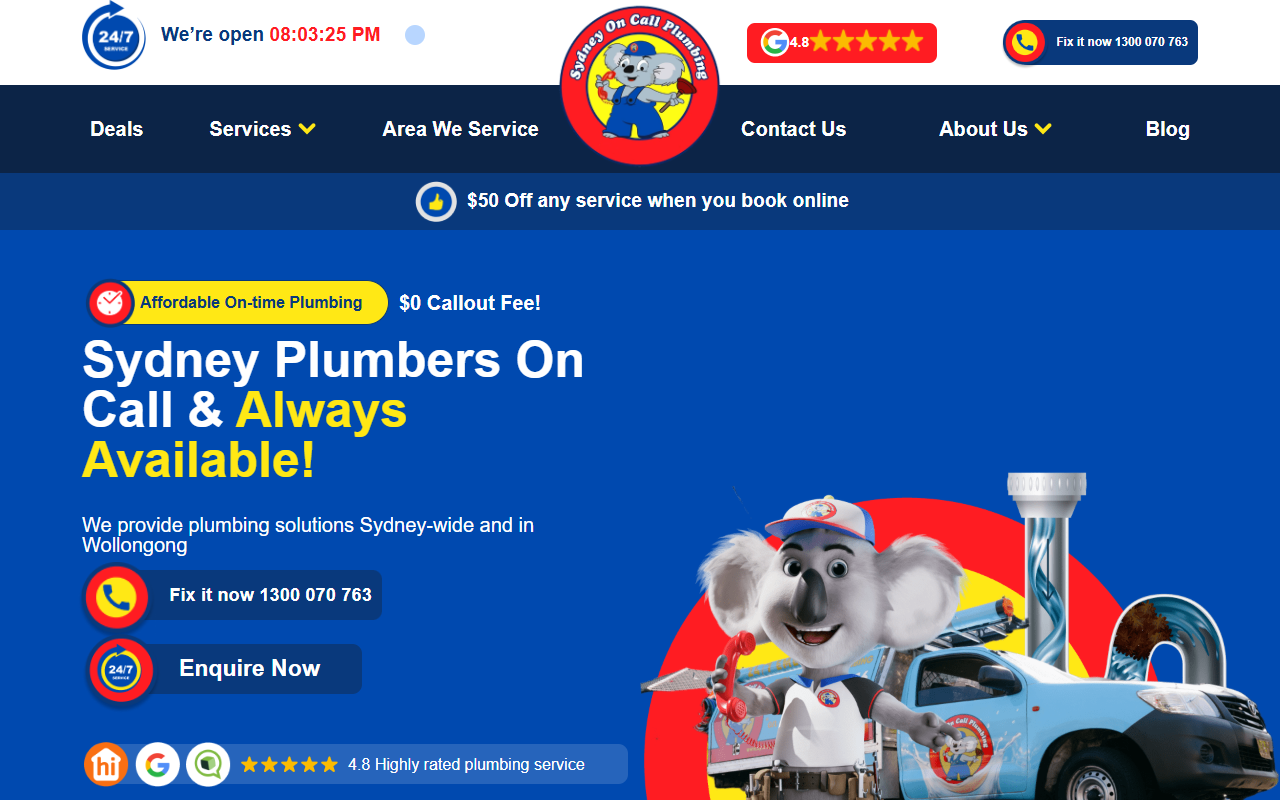 24/7
SERVICE
We're open 08:03:25 PM
Sydney On Call Plumbing
4.8
Fix it now 1300 070 763
Deals
Services
Area We Service
Contact Us
About Us
Blog
$50 Off any service when you book online
Affordable On-time Plumbing
$0 Callout Fee!
Sydney Plumbers On
Call & Always
Available!
We provide plumbing solutions Sydney-wide and in
Wollongong
Fix it now 1300 070 763
24/7
SERVICE
Enquire Now
hi
4.8 Highly rated plumbing service
On Call Plumbing